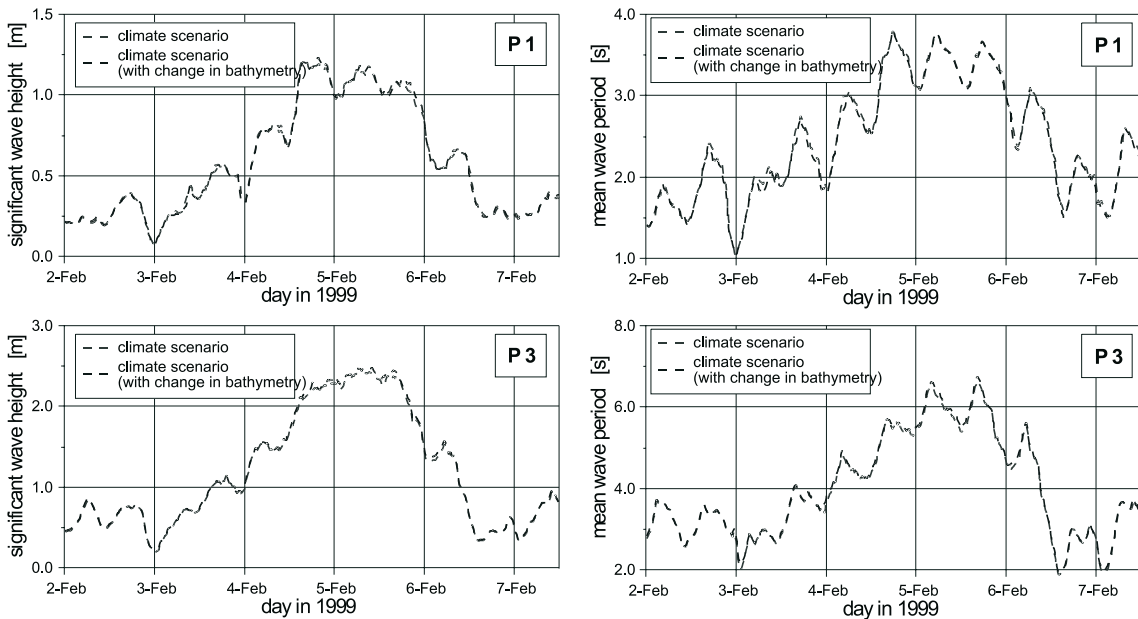 significant wave height [m]
1.5
1.0
0.5
0.0
climate scenario
climate scenario
(with change in bathymetry)
P 1
2-Feb 3-Feb 4-Feb 5-Feb 6-Feb 7-Feb
day in 1999
mean wave period [s]
4.0
3.0
2.0
1.0
climate scenario
climate scenario
(with change in bathymetry)
P 1
2-Feb 3-Feb 4-Feb 5-Feb 6-Feb 7-Feb
day in 1999
significant wave height [m]
3.0
2.0
1.0
0.0
climate scenario
climate scenario
(with change in bathymetry)
P 3
2-Feb 3-Feb 4-Feb 5-Feb 6-Feb 7-Feb
day in 1999
mean wave period [s]
8.0
6.0
4.0
2.0
climate scenario
climate scenario
(with change in bathymetry)
P 3
2-Feb 3-Feb 4-Feb 5-Feb 6-Feb 7-Feb
day in 1999